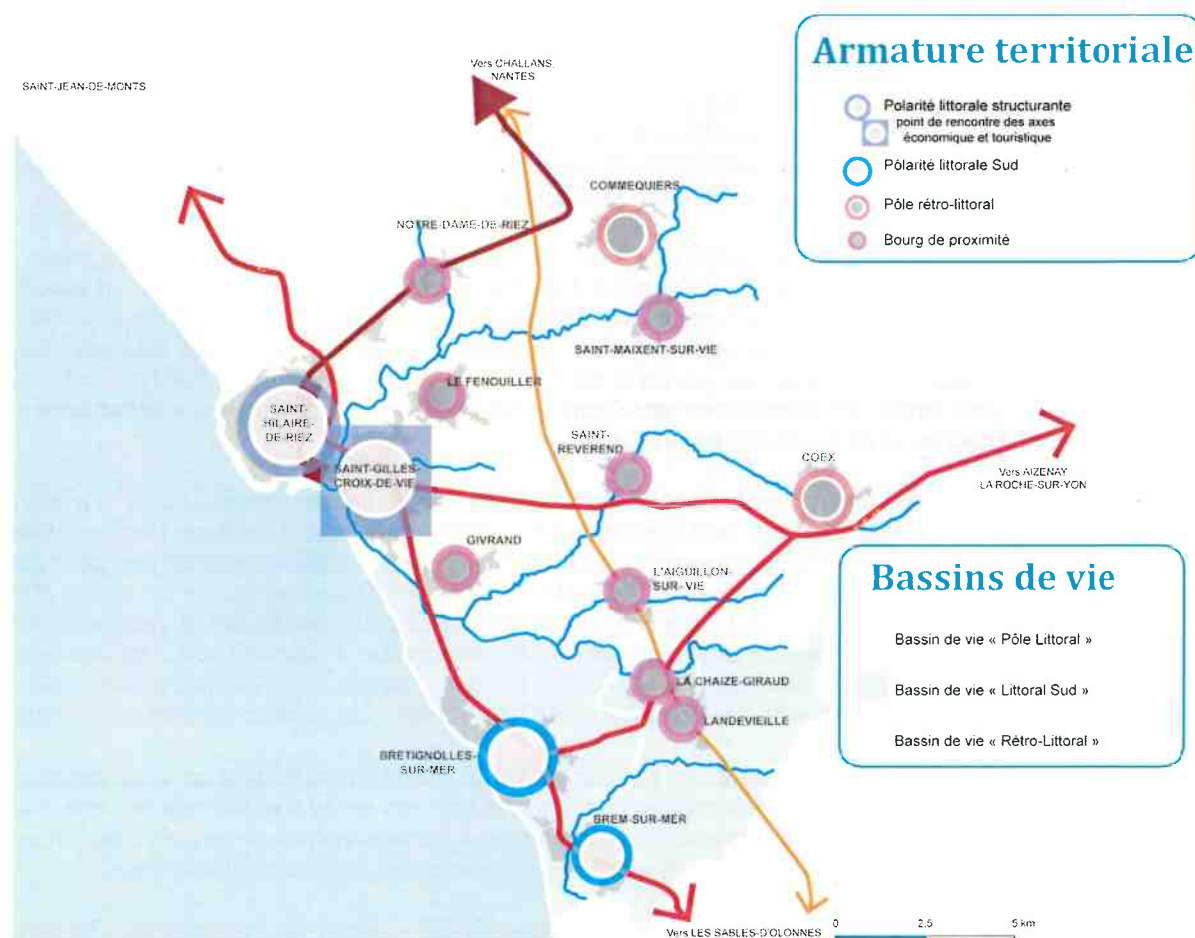 Armature territoriale
Polarité littorale structurante
point de rencontre des axes
économique et touristique
Pôlarité littorale Sud
Pôle rétro-littoral
Bourg de proximité
Vers CHALLANS,
NANTES
SAINT-JEAN-DE-MONTS
COMMEQUIERS
NOTRE-DAME-DE-RIEZ
SAINT-MAIXENT-SUR-VIE
LE FENOUILLER
SAINT-
HILAIRE-
DE-RIEZ
SAINT-GILLES-
CROIX-DE-VIE
SAINT-
REVEREND
COEX
Vers AIZENAY
LA ROCHE-SUR-YON
GIVRAND
L'AIGUILLON-
SUR-VIE
LA CHAIZE-GIRAUD
LANDEVIEILLE
BRETIGNOLLES-
SUR-MER
BREM-SUR-MER
Vers LES SABLES-D'OLONNES
Bassins de vie
Bassin de vie « Pôle Littoral »
Bassin de vie « Littoral Sud »
Bassin de vie « Rétro-Littoral »
0 2,5 5 km